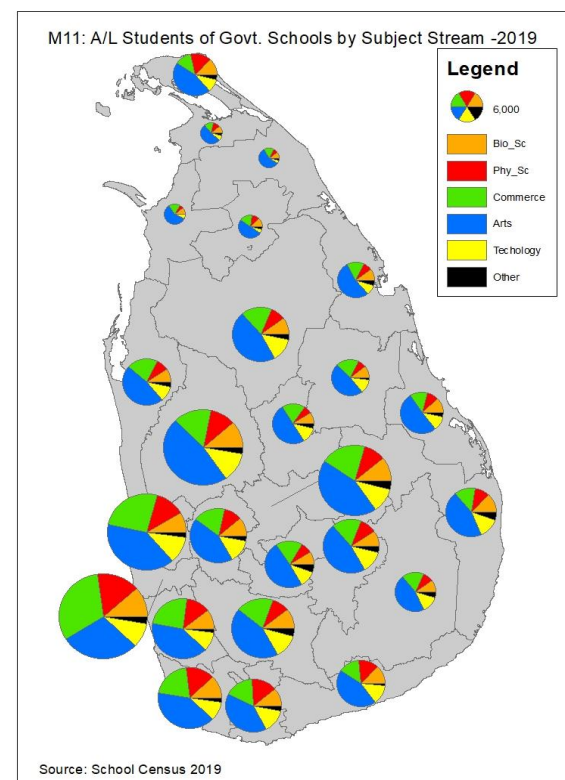 M11: A/L Students of Govt. Schools by Subject Stream -2019
Legend
6,000
Bio_Sc
Phy_Sc
Commerce
Arts
Techology
Other
Source: School Census 2019